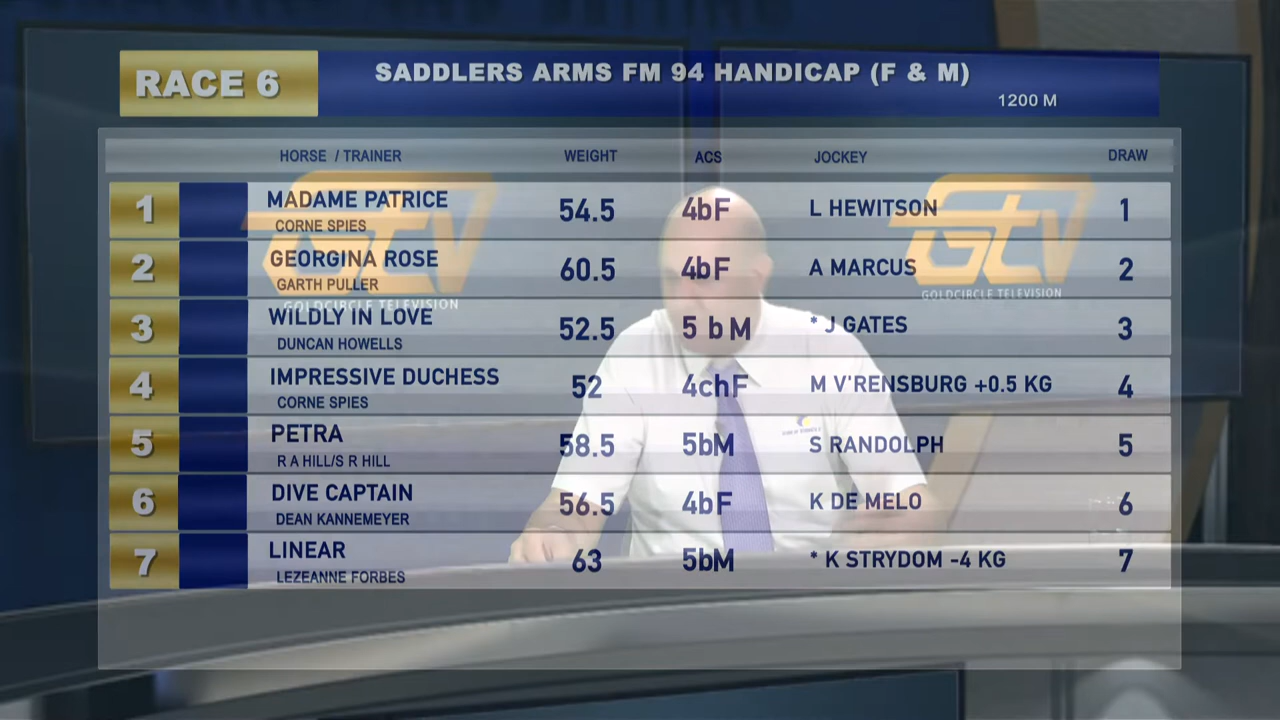 RACE 6
SADDLERS ARMS FM 94 HANDICAP (F & M)
1200 M
HORSE / TRAINER WEIGHT ACS JOCKEY DRAW
1 MADAME PATRICE 54.5 4bF L HEWITSON 1
CORNE SPIES
2 GEORGINA ROSE 60.5 4bF A MARCUS 2
GARTH PULLER
3 WILDLY IN LOVE 52.5 5 b M * J GATES 3
DUNCAN HOWELLS
4 IMPRESSIVE DUCHESS 52 4chF M V'RENSBURG +0.5 KG 4
CORNE SPIES
5 PETRA 58.5 5bM S RANDOLPH 5
R A HILL/S R HILL
6 DIVE CAPTAIN 56.5 4bF K DE MELO 6
DEAN KANNEMEYER
7 LINEAR 63 5bM * K STRYDOM -4 KG 7
LEZEANNE FORBES
GTV
GOLDCIRCLE TELEVISION
GTV
GOLDCIRCLE TELEVISION